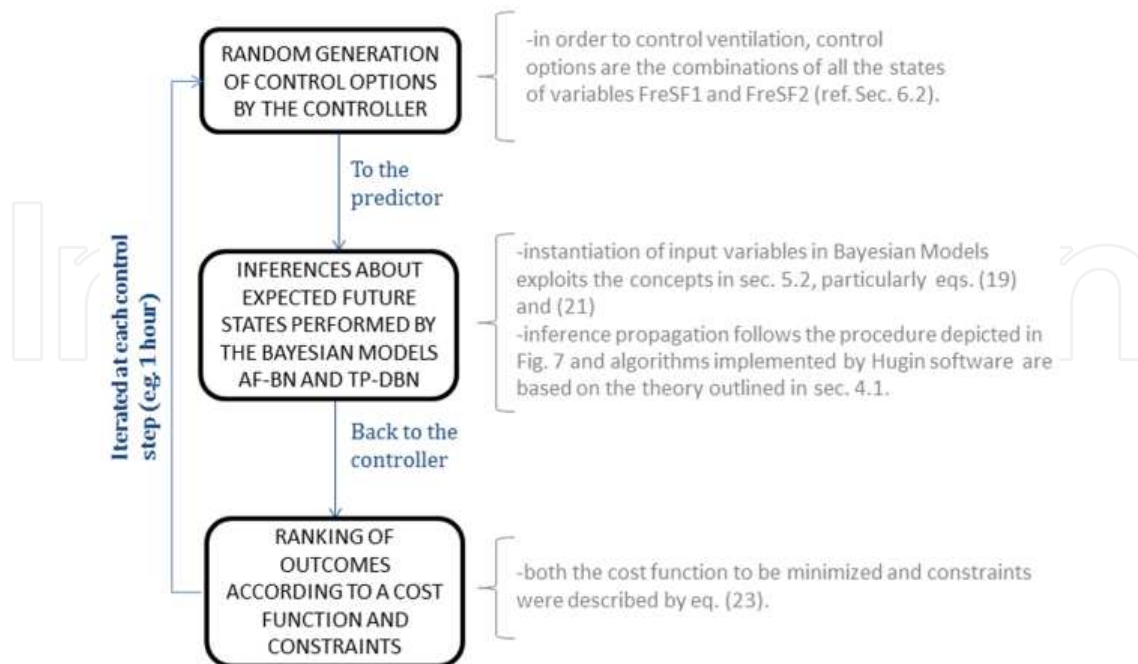 RANDOM GENERATION
OF CONTROL OPTIONS
BY THE CONTROLLER
-in order to control ventilation, control
options are the combinations of all the states
of variables FreSF1 and FreSF2 (ref. Sec. 6.2).
To the
predictor
Iterated at each control
step (e.g. 1 hour)
INFERENCES ABOUT
EXPECTED FUTURE
STATES PERFORMED BY
THE BAYESIAN MODELS
AF-BN AND TP-DBN
-instantiation of input variables in Bayesian Models
exploits the concepts in sec. 5.2, particularly eqs. (19)
and (21)
-inference propagation follows the procedure depicted in
Fig. 7 and algorithms implemented by Hugin software are
based on the theory outlined in sec. 4.1.
Back to the
controller
RANKING OF
OUTCOMES
ACCORDING TO A COST
FUNCTION AND
CONSTRAINTS
-both the cost function to be minimized and constraints
were described by eq. (23).